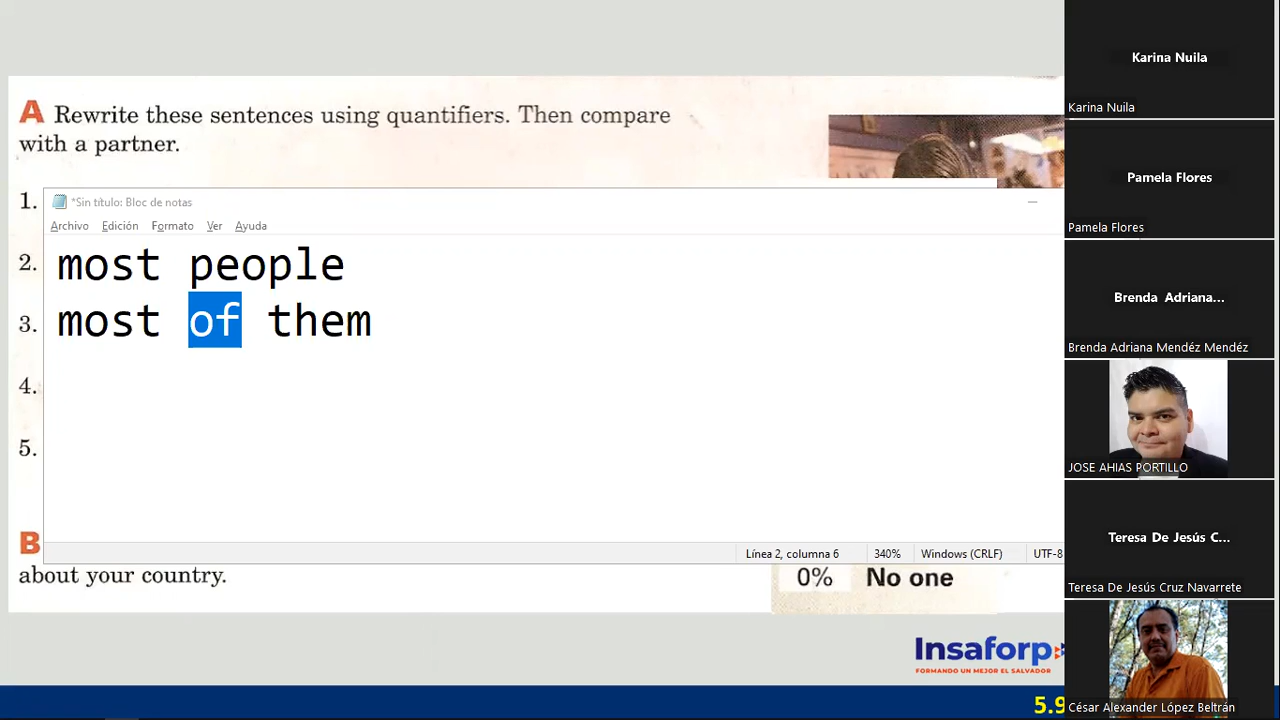 A Rewrite these sentences using quantifiers. Then compare
with a partner.
1.
*Sin título: Bloc de notas
Archivo Edición Formato Ver Ayuda
2.
most people
3.
most of them
4.
5.
Línea 2, columna 6 340% Windows (CRLF) UTF-8
B
about your country.
0% No one
Insaforp
FORMANDO UN MEJOR EL SALVADOR
5.9
Karina Nuila
Karina Nuila
Pamela Flores
Pamela Flores
Brenda Adriana...
Brenda Adriana Mendéz Mendéz
JOSE AHIAS PORTILLO
Teresa De Jesús C...
Teresa De Jesús Cruz Navarrete
César Alexander López Beltrán